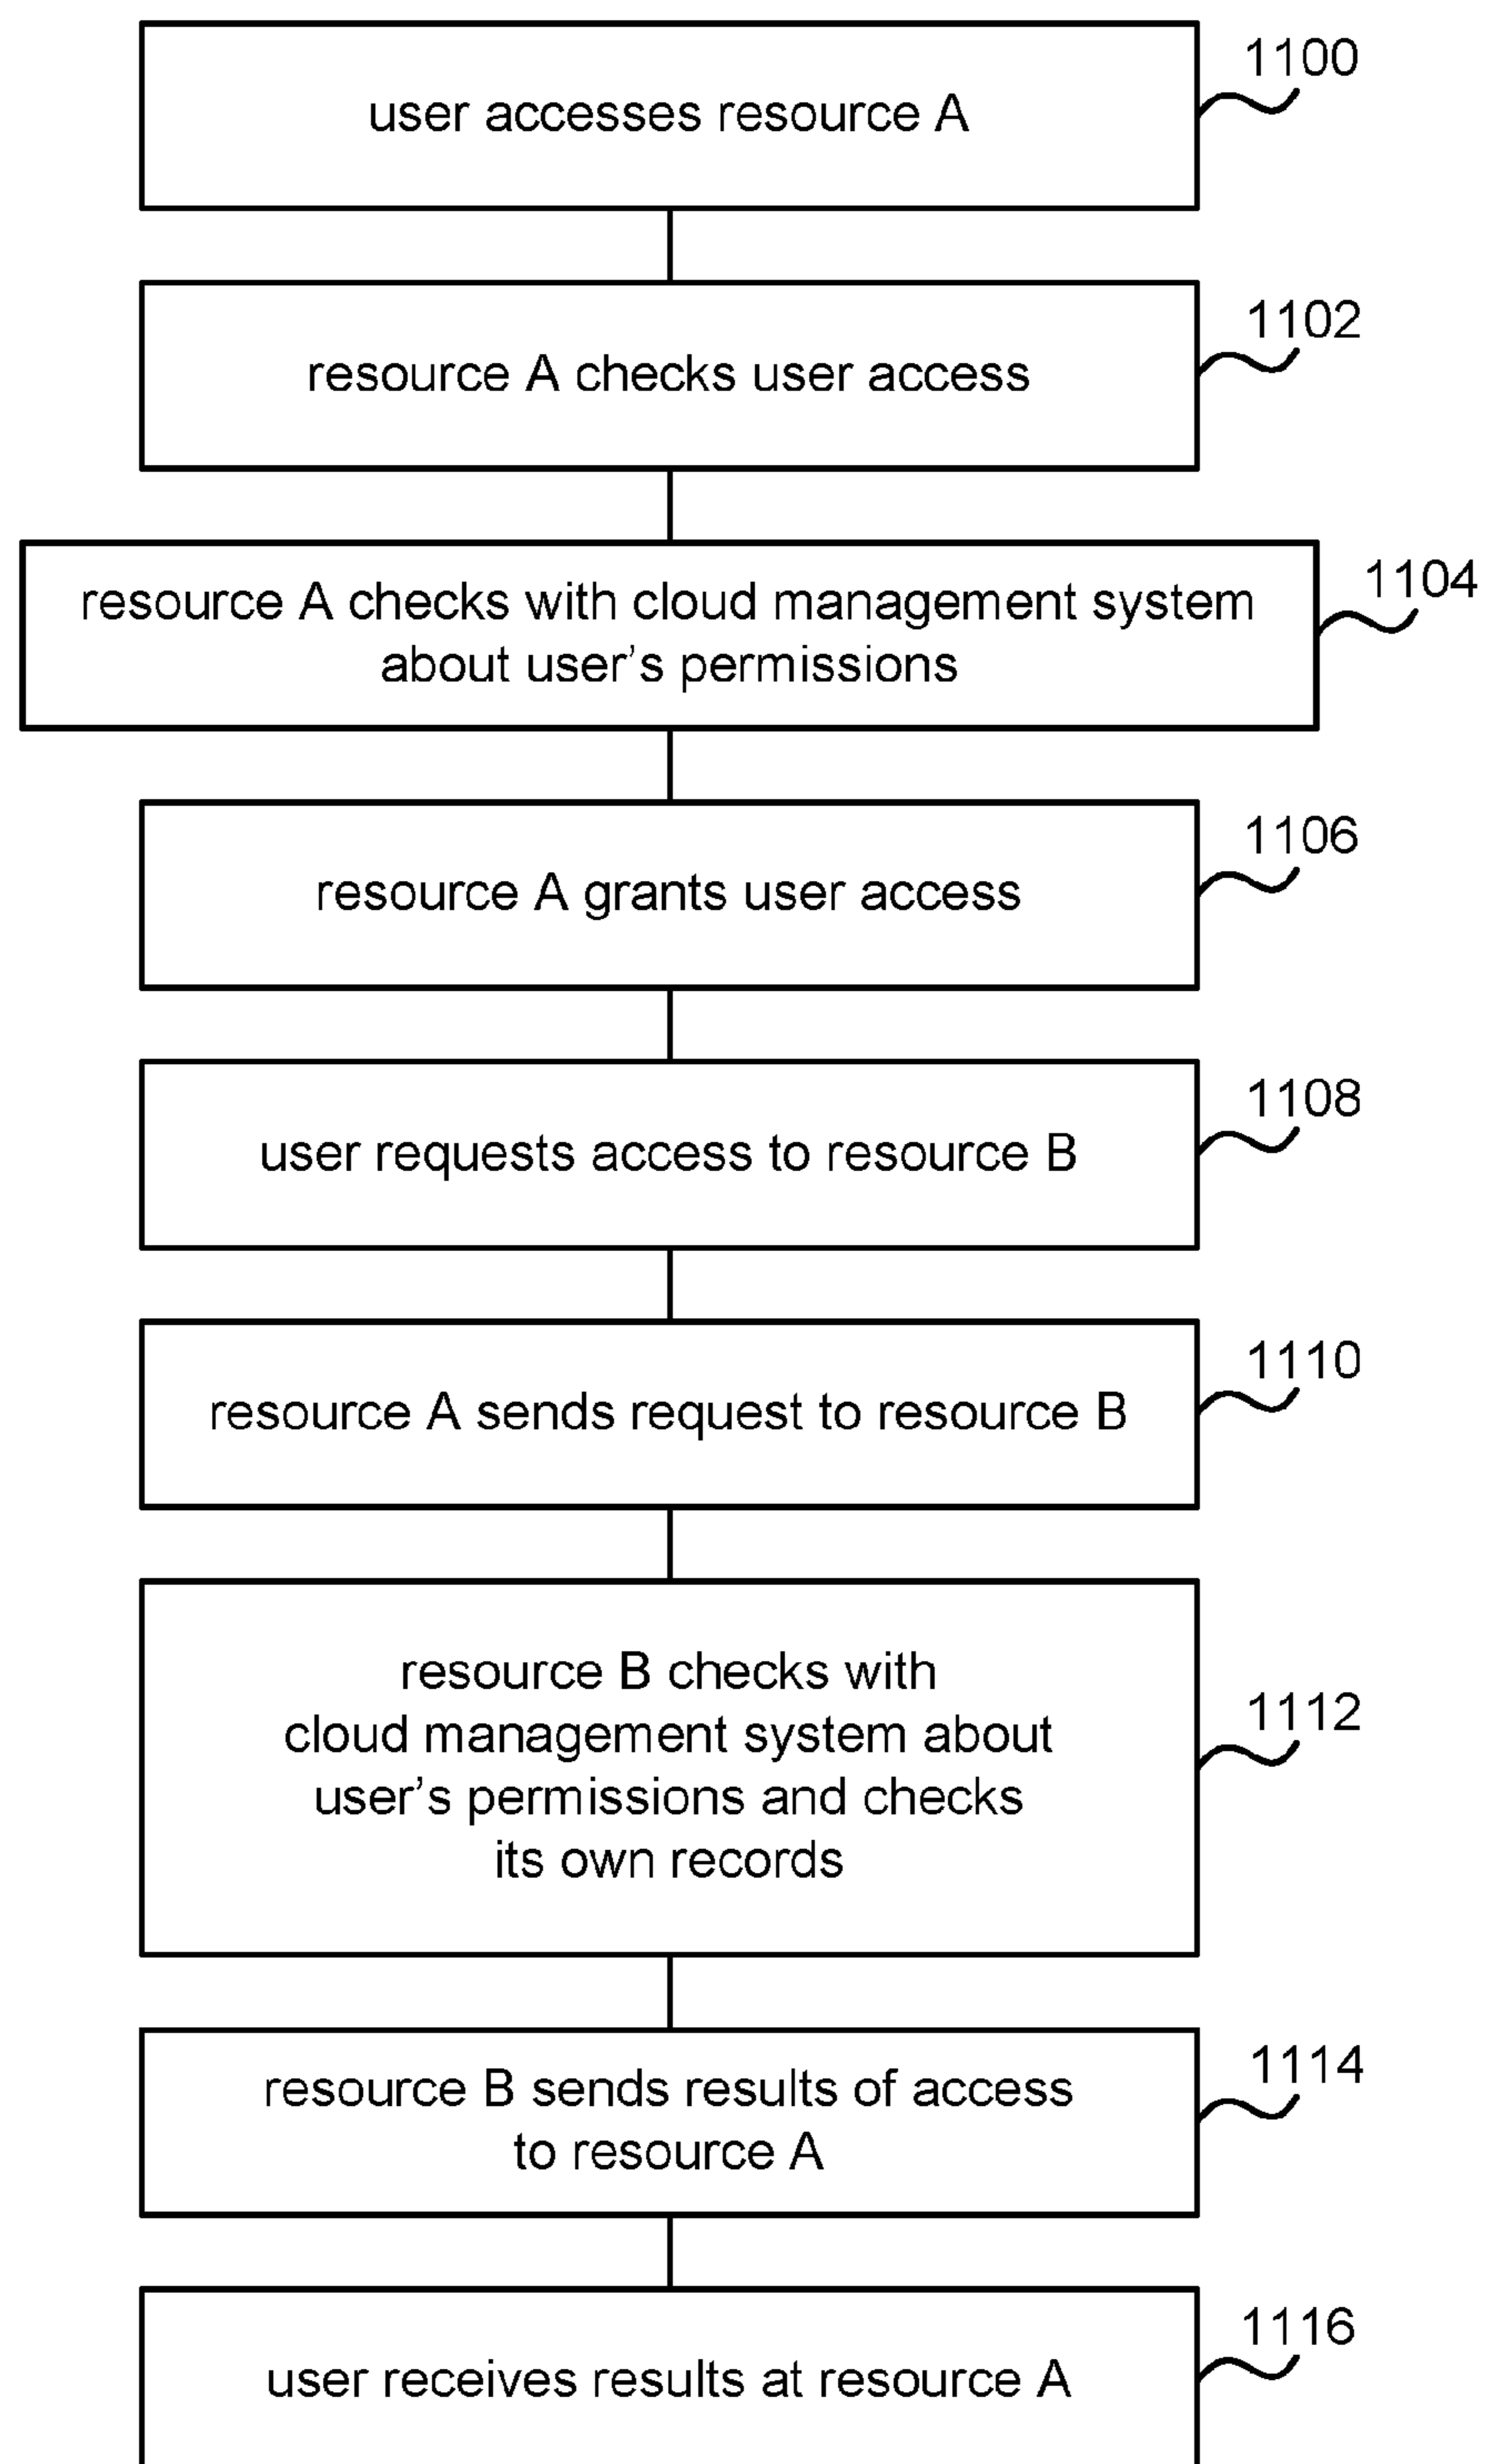 1100
user accesses resource A
1102
resource A checks user access
1104
resource A checks with cloud management system
about user's permissions
1106
resource A grants user access
1108
user requests access to resource B
1110
resource A sends request to resource B
1112
resource B checks with
cloud management system about
user's permissions and checks
its own records
1114
resource B sends results of access
to resource A
1116
user receives results at resource A